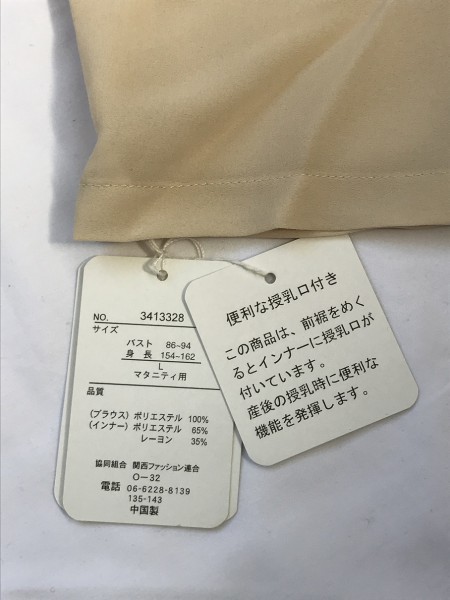 NO. 3413328
サイズ
バスト 86~94
身 長 154~162
L
マタニティ用
品質
(ブラウス) ポリエステル 100%
(インナー) ポリエステル 65%
レーヨン 35%
協同組合 関西ファッション連合
O-32
電話 06-6228-8139
135-143
中国製
便利な授乳口付き
この商品は、前裾をめく
るとインナーに授乳口が
付いています。
産後の授乳時に便利な
機能を発揮します。